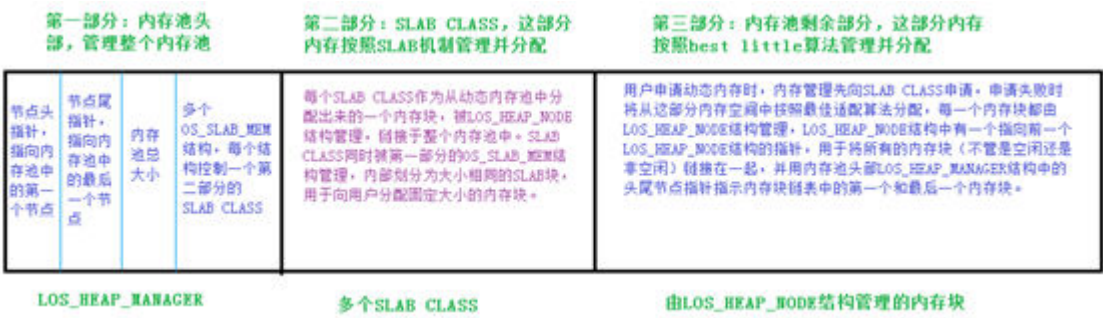 第一部分：内存池头
部，管理整个内存池
第二部分：SLAB CLASS，这部分
内存按照SLAB机制管理并分配
第三部分：内存池剩余部分，这部分内存
按照best little算法管理并分配
节点头
指针，
指向内
存池中
的第一
个节点
节点尾
指针，
指向内
存池中
的最后
一个节
点
内存
池总
大小
多个
OS_SLAB_MEM
结构，每个结
构控制一个第
二部分的
SLAB CLASS
每个SLAB CLASS作为从动态内存池中分
配出来的一个内存块，被LOS_HEAP_NODE
结构管理，链接于整个内存池中。SLAB
CLASS同时被第一部分的OS_SLAB_MEM结
构管理，内部划分为大小相同的SLAB块，
用于向用户分配固定大小的内存块。
用户申请动态内存时，内存管理先向SLAB CLASS申请，申请失败时
将从这部分内存空间中按照最佳适配算法分配，每一个内存块都由
LOS_HEAP_NODE结构管理，LOS_HEAP_NODE结构中有一个指向前一个
LOS_HEAP_NODE结构的指针，用于将所有的内存块（不管是空闲还是
非空闲）链接在一起，并用内存池头部LOS_HEAP_MANAGER结构中的
头尾节点指针指示内存块链表中的第一个和最后一个内存块。
LOS_HEAP_MANAGER
多个SLAB CLASS
由LOS_HEAP_NODE结构管理的内存块